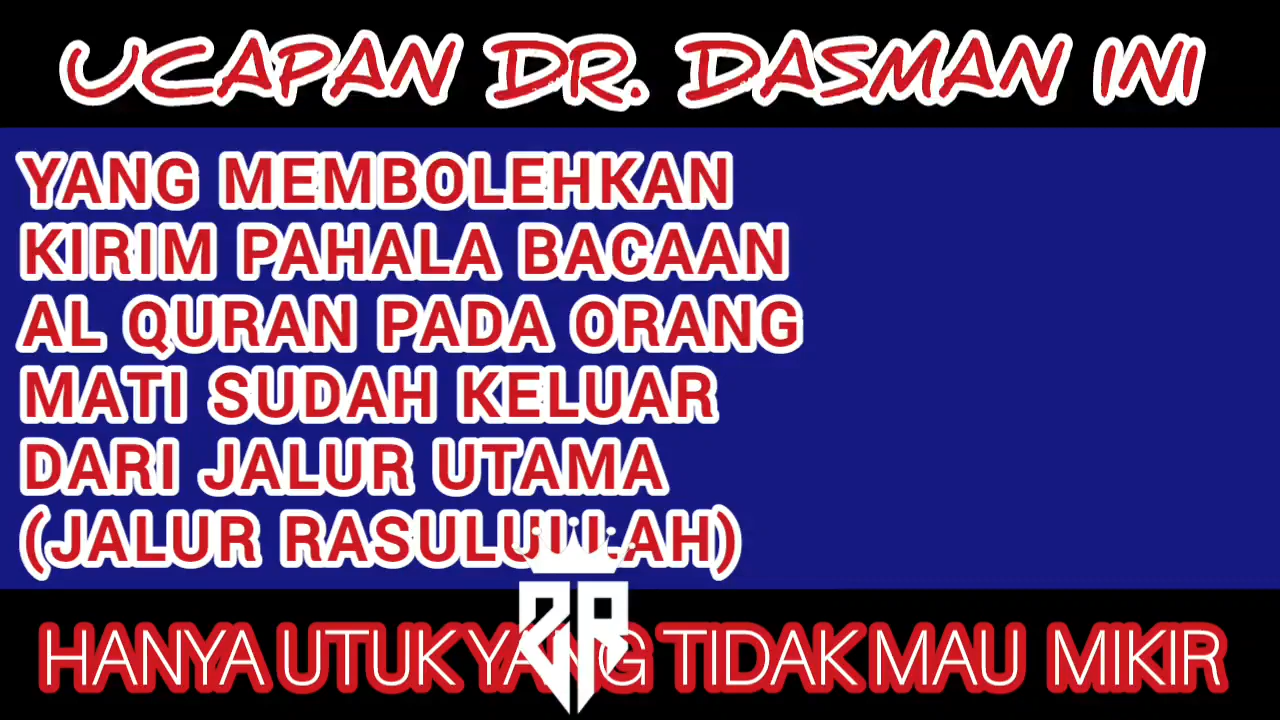 UCAPAN DR. DASMAN INI
YANG MEMBOLEHKAN
KIRIM PAHALA BACAAN
AL QURAN PADA ORANG
MATI SUDAH KELUAR
DARI JALUR UTAMA
(JALUR RASULULLAH)
HANYA UTUK YANG TIDAK MAU MIKIR